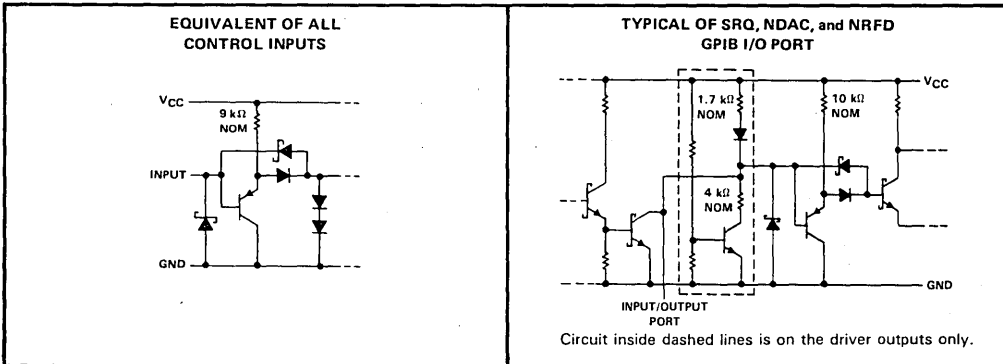 EQUIVALENT OF ALL
CONTROL INPUTS
VCC
9 kΩ
NOM
INPUT
GND
TYPICAL OF SRQ, NDAC, and NRFD
GPIB I/O PORT
VCC
1.7 kΩ
NOM
10 kΩ
NOM
4 kΩ
NOM
GND
INPUT/OUTPUT
PORT
Circuit inside dashed lines is on the driver outputs only.